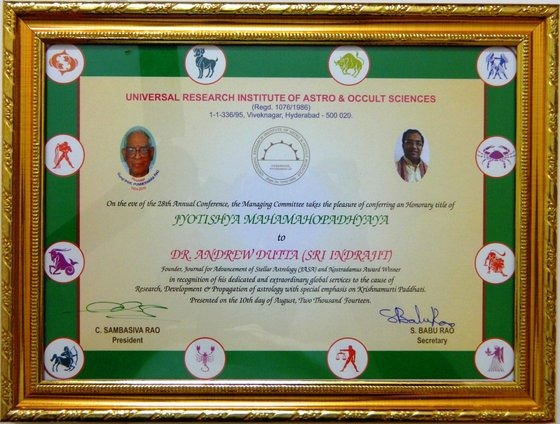 UNIVERSAL RESEARCH INSTITUTE OF ASTRO & OCCULT SCIENCES
(Regd. 1076/1986)
1-1-336/95, Viveknagar, Hyderabad - 500 020.
On the eve of the 28th Annual Conference, the Managing Committee takes the pleasure of conferring an Honorary title of
JYOTISHYA MAHAMAHOPADHYAYA
to
DR. ANDREW DUTTA (SRI INDRAJIT)
Founder, Journal for Advancement of Stellar Astrology (JASA) and Nostradamus Award Winner
in recognition of his dedicated and extraordinary global services to the cause of
Research, Development & Propagation of astrology with special emphasis on Krishnamurti Paddhati.
Presented on the 10th day of August, Two Thousand Fourteen.
C. SAMBASIVA RAO
President
S. BABU RAO
Secretary